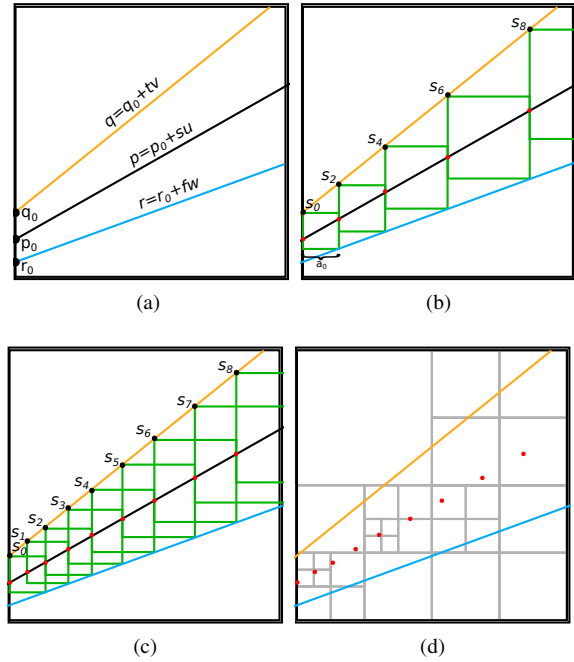 q=q₀+tv
p=p₀+su
r=r₀+fw
q₀
p₀
r₀
(a)
s₈
s₆
s₄
s₂
s₀
a₀
(b)
s₈
s₇
s₆
s₅
s₄
s₃
s₂
s₁
s₀
(c)
(d)